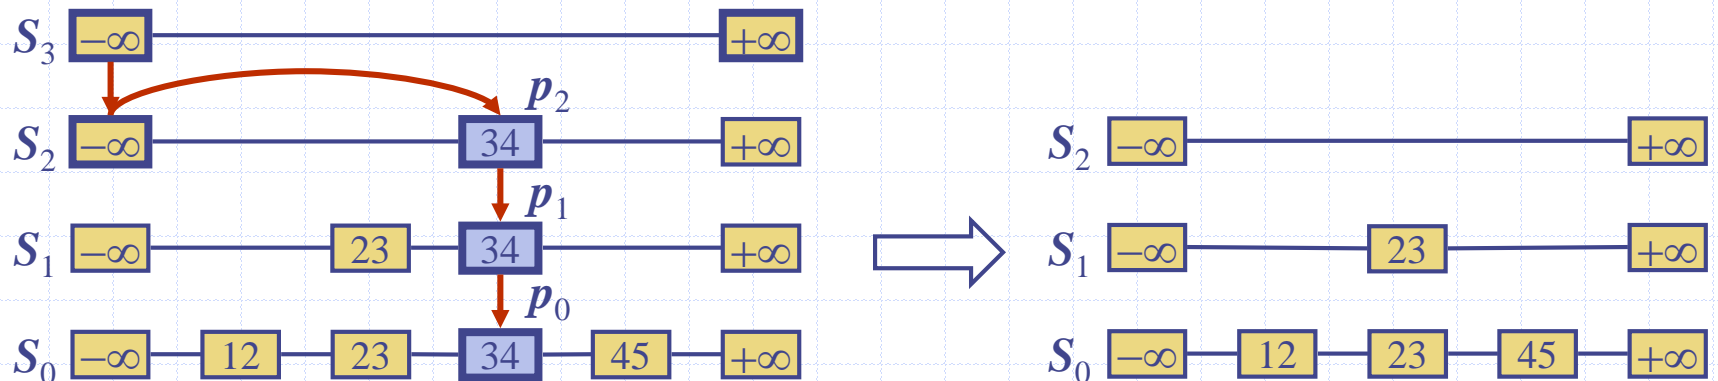 S₃ −∞ +∞
p₂
S₂ −∞ 34 +∞ S₂ −∞ +∞
p₁
S₁ −∞ 23 34 +∞ S₁ −∞ 23 +∞
p₀
S₀ −∞ 12 23 34 45 +∞ S₀ −∞ 12 23 45 +∞